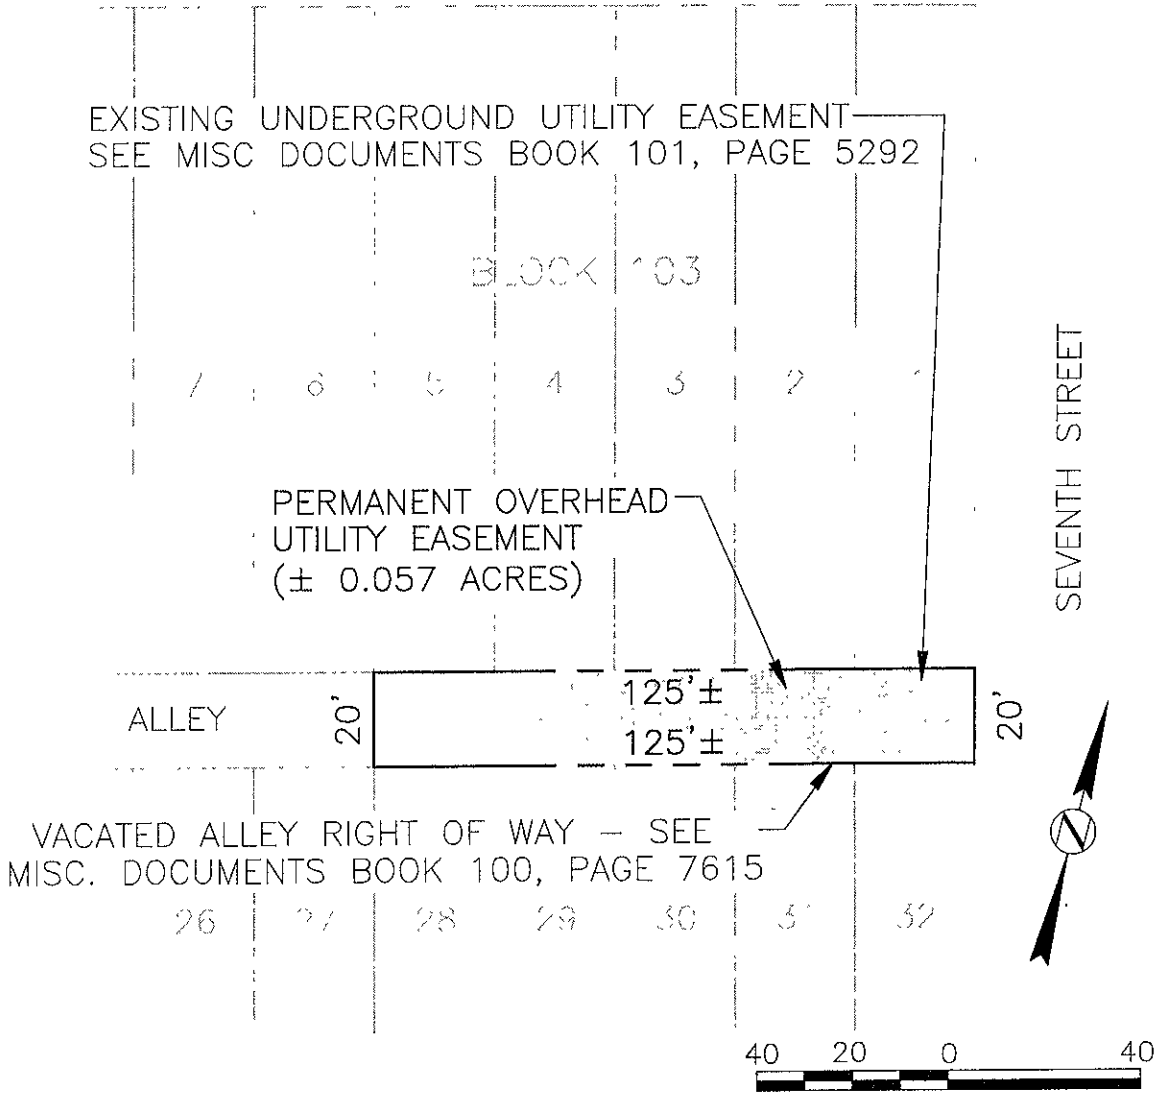 EXISTING UNDERGROUND UTILITY EASEMENT
SEE MISC DOCUMENTS BOOK 101, PAGE 5292
BLOCK 103
7 6 5 4 3 2 1
SEVENTH STREET
PERMANENT OVERHEAD
UTILITY EASEMENT
(± 0.057 ACRES)
ALLEY
20'
125'±
125'±
20'
VACATED ALLEY RIGHT OF WAY – SEE
MISC. DOCUMENTS BOOK 100, PAGE 7615
26 27 28 29 30 31 32
N
40 20 0 40